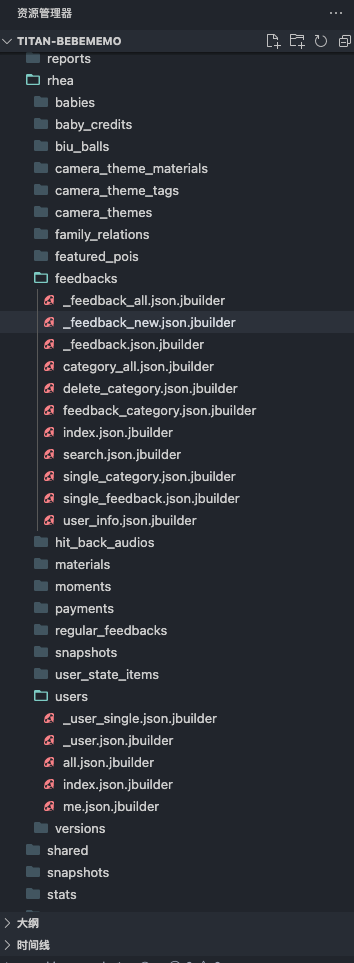 资源管理器
TITAN-BEBEMEMO
reports
rhea
babies
baby_credits
biu_balls
camera_theme_materials
camera_theme_tags
camera_themes
family_relations
featured_pois
feedbacks
_feedback_all.json.jbuilder
_feedback_new.json.jbuilder
_feedback.json.jbuilder
category_all.json.jbuilder
delete_category.json.jbuilder
feedback_category.json.jbuilder
index.json.jbuilder
search.json.jbuilder
single_category.json.jbuilder
single_feedback.json.jbuilder
user_info.json.jbuilder
hit_back_audios
materials
moments
payments
regular_feedbacks
snapshots
user_state_items
users
_user_single.json.jbuilder
_user.json.jbuilder
all.json.jbuilder
index.json.jbuilder
me.json.jbuilder
versions
shared
snapshots
stats
大纲
时间线